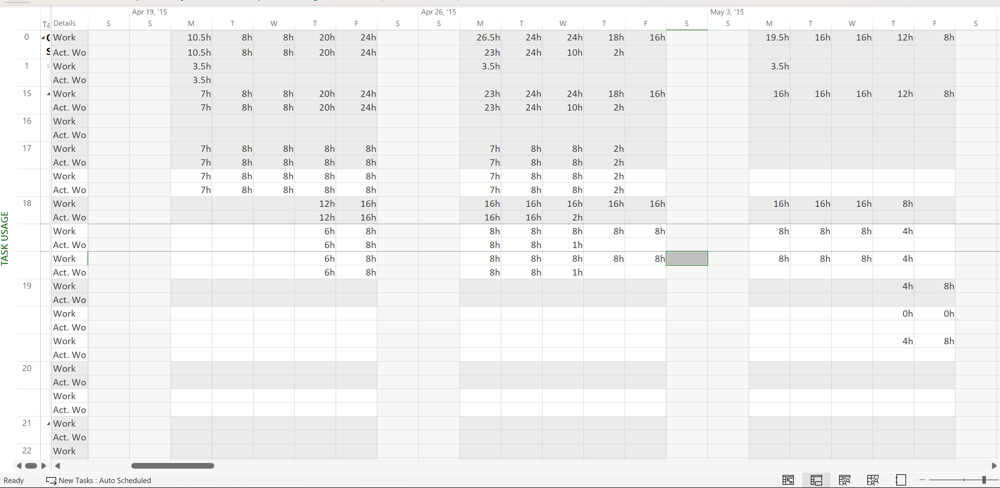 Apr 19, '15 Apr 26, '15 May 3, '15
Ta Details S S M T W T F S S M T W T F S S M T W T F S
0 Work 10.5h 8h 8h 20h 24h 26.5h 24h 24h 18h 16h 19.5h 16h 16h 12h 8h
Act. Wo 10.5h 8h 8h 20h 24h 23h 24h 10h 2h
1 Work 3.5h 3.5h 3.5h
Act. Wo 3.5h
15 Work 7h 8h 8h 20h 24h 23h 24h 24h 18h 16h 16h 16h 16h 12h 8h
Act. Wo 7h 8h 8h 20h 24h 23h 24h 10h 2h
16 Work
Act. Wo
17 Work 7h 8h 8h 8h 8h 7h 8h 8h 2h
Act. Wo 7h 8h 8h 8h 8h 7h 8h 8h 2h
Work 7h 8h 8h 8h 8h 7h 8h 8h 2h
Act. Wo 7h 8h 8h 8h 8h 7h 8h 8h 2h
18 Work 12h 16h 16h 16h 16h 16h 16h 16h 16h 16h 8h
Act. Wo 12h 16h 16h 16h 2h
Work 6h 8h 8h 8h 8h 8h 8h 8h 8h 8h 4h
Act. Wo 6h 8h 8h 8h 1h
Work 6h 8h 8h 8h 8h 8h 8h 8h 8h 8h 4h
Act. Wo 6h 8h 8h 8h 1h
19 Work 4h 8h
Act. Wo
Work 0h 0h
Act. Wo
Work 4h 8h
Act. Wo
20 Work
Act. Wo
Work
Act. Wo
21 Work
Act. Wo
22 Work
TASK USAGE
Ready New Tasks : Auto Scheduled